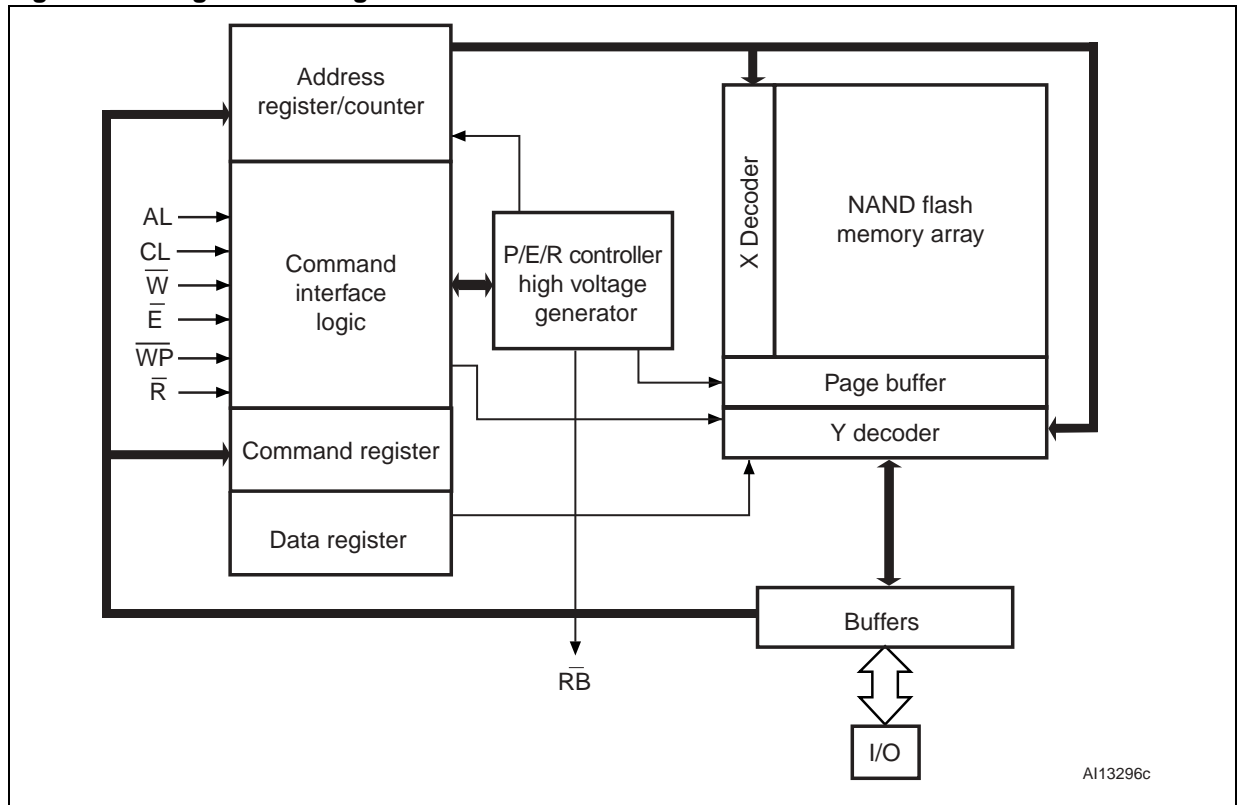 Address
register/counter
AL
CL
W̅
E̅
W̅P̅
R̅
Command
interface
logic
Command register
Data register
P/E/R controller
high voltage
generator
RB̅
X Decoder
NAND flash
memory array
Page buffer
Y decoder
Buffers
I/O
AI13296c